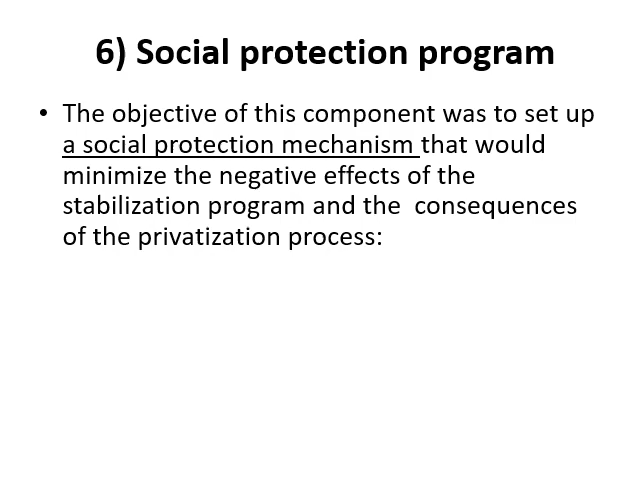 6) Social protection program
• The objective of this component was to set up
a social protection mechanism that would
minimize the negative effects of the
stabilization program and the  consequences
of the privatization process: